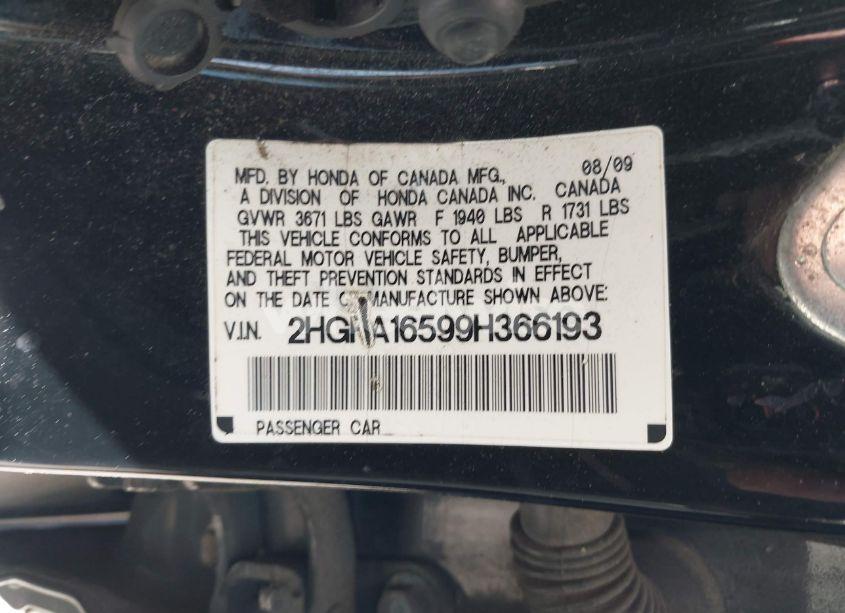 MFD. BY HONDA OF CANADA MFG., 08/09
A DIVISION OF HONDA CANADA INC. CANADA
GVWR 3671 LBS GAWR F 1940 LBS R 1731 LBS
THIS VEHICLE CONFORMS TO ALL APPLICABLE
FEDERAL MOTOR VEHICLE SAFETY, BUMPER,
AND THEFT PREVENTION STANDARDS IN EFFECT
ON THE DATE OF MANUFACTURE SHOWN ABOVE:
V.I.N.
PASSENGER CAR